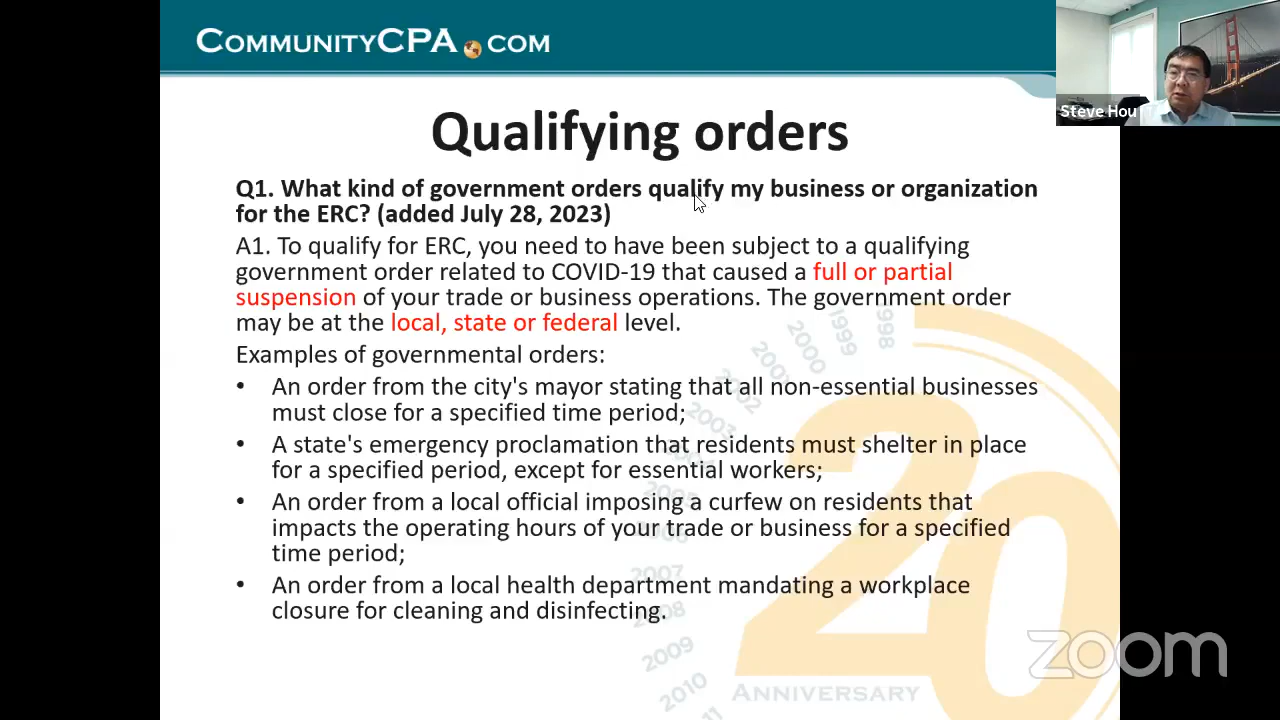 COMMUNITYCPA.COM
Steve Hou
Qualifying orders
Q1. What kind of government orders qualify my business or organization
for the ERC? (added July 28, 2023)
A1. To qualify for ERC, you need to have been subject to a qualifying
government order related to COVID-19 that caused a full or partial
suspension of your trade or business operations. The government order
may be at the local, state or federal level.
Examples of governmental orders:
• An order from the city's mayor stating that all non-essential businesses
must close for a specified time period;
• A state's emergency proclamation that residents must shelter in place
for a specified period, except for essential workers;
• An order from a local official imposing a curfew on residents that
impacts the operating hours of your trade or business for a specified
time period;
• An order from a local health department mandating a workplace
closure for cleaning and disinfecting.
1999
2000
2002
2003
2005
2006
2007
2008
2009
2010
20
ANNIVERSARY
zoom